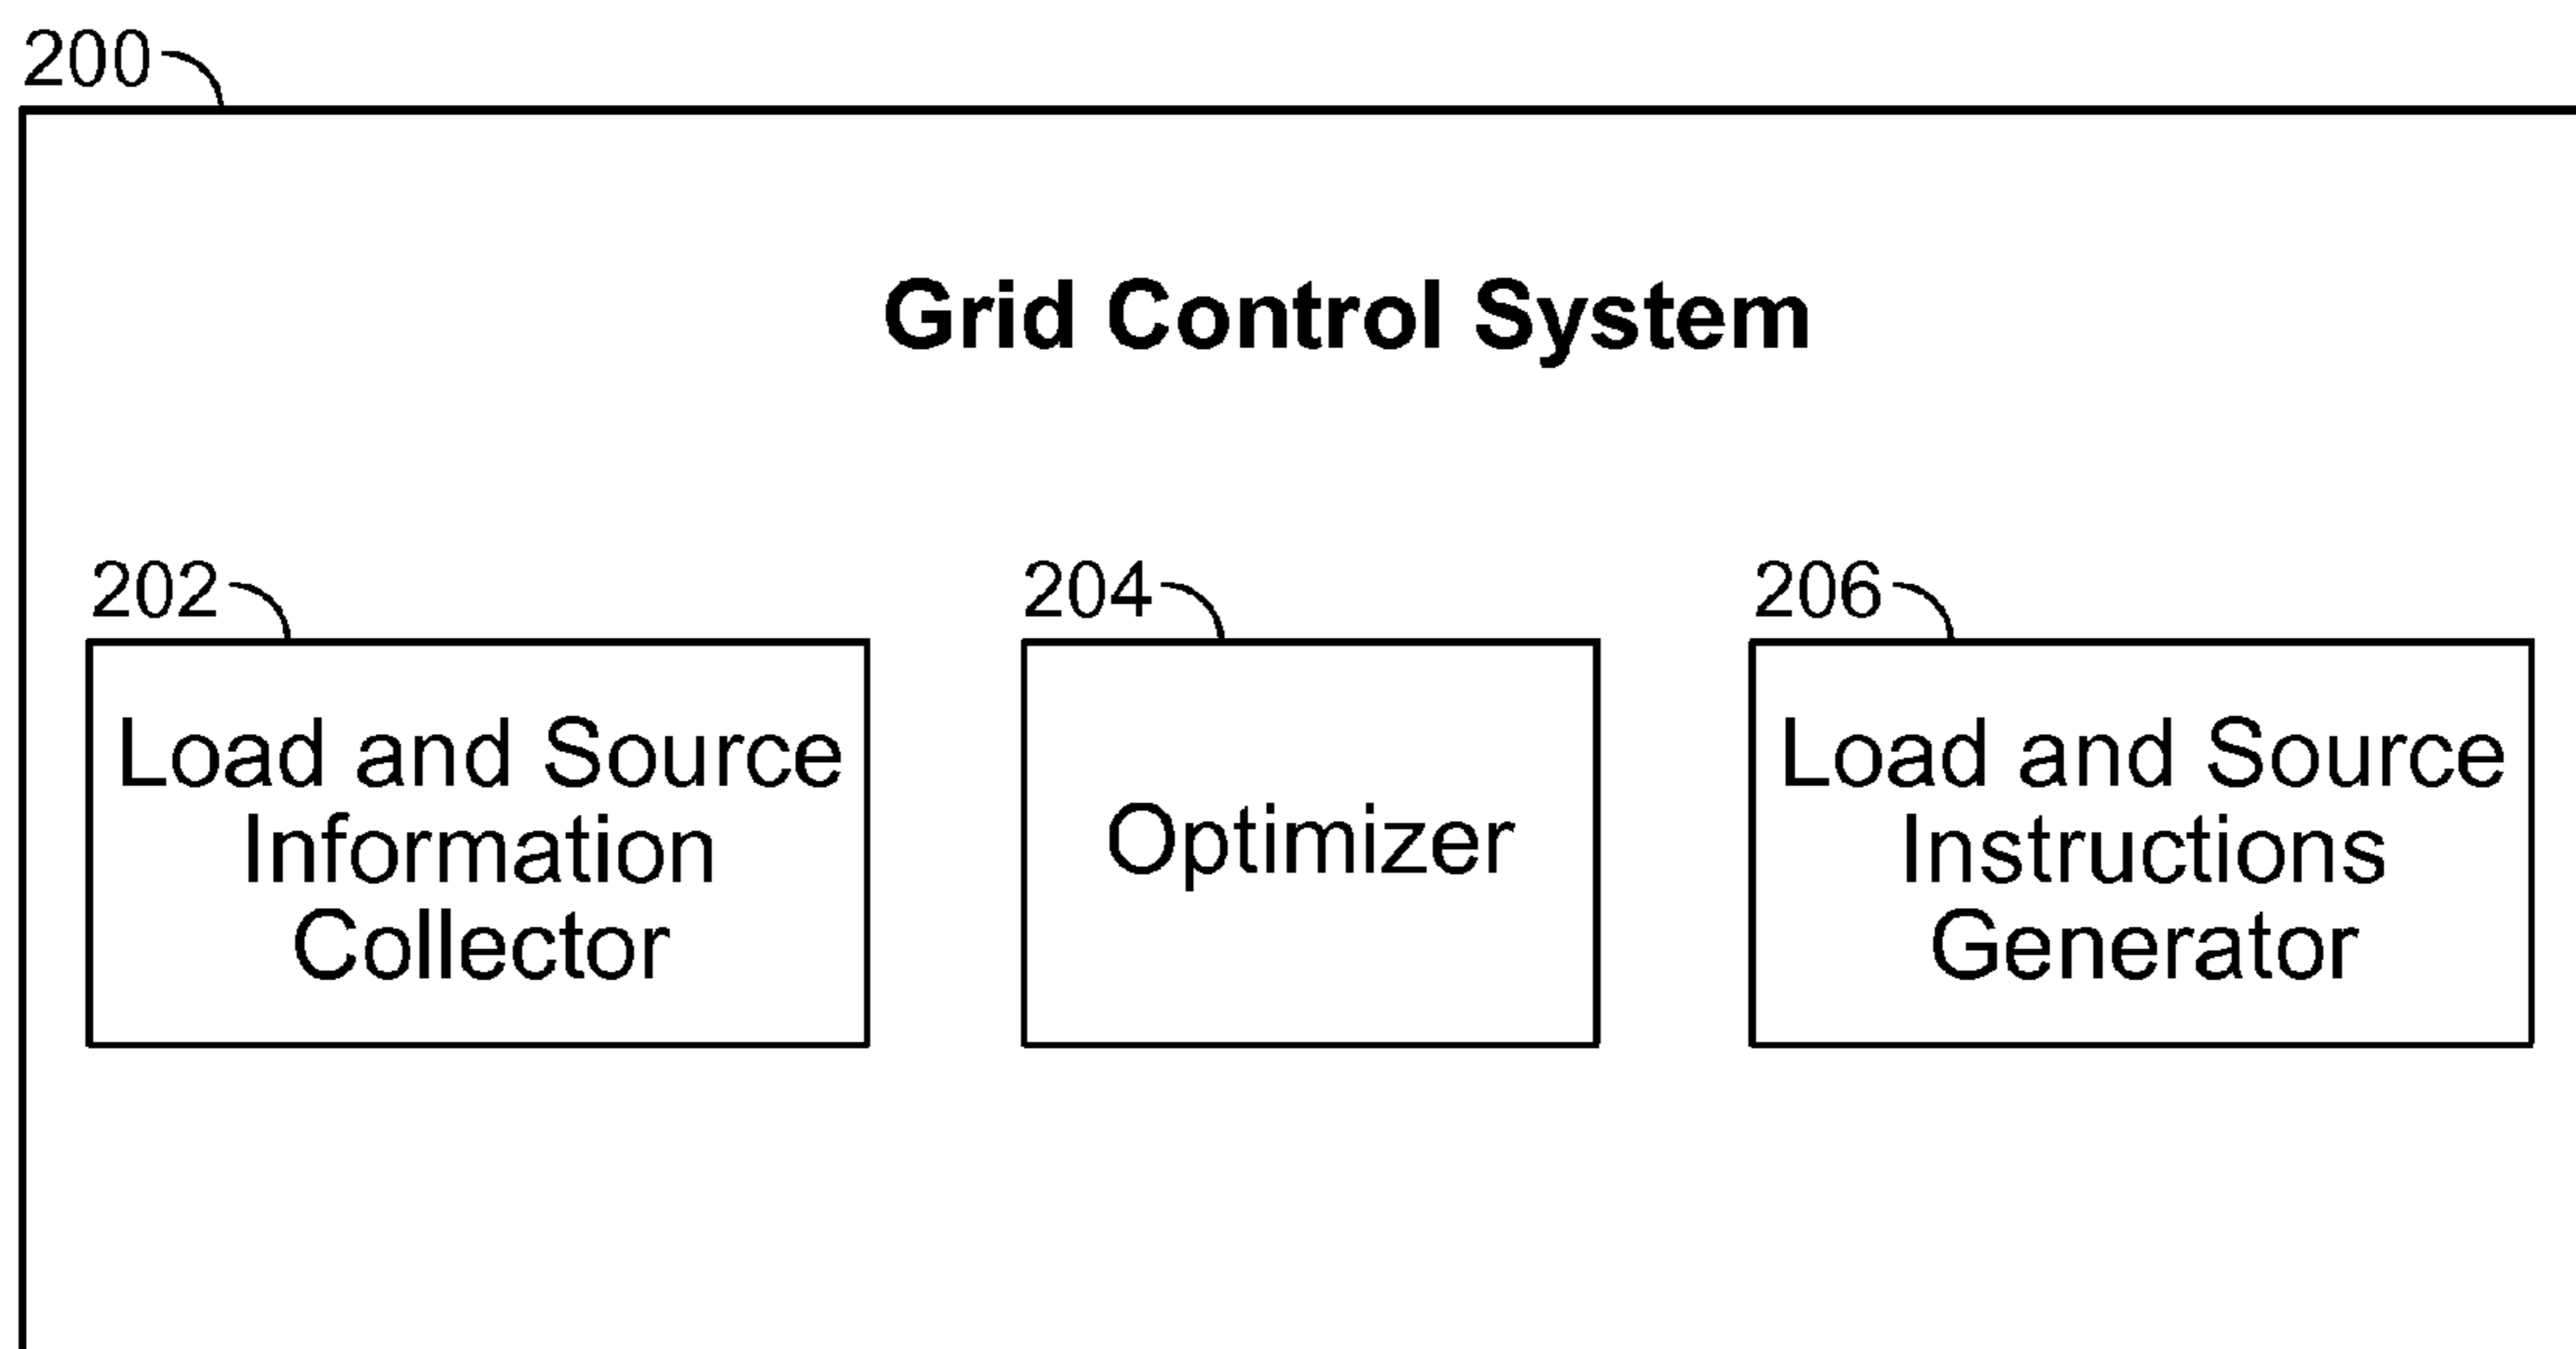 200
Grid Control System
202
204
206
Load and Source
Information
Collector
Optimizer
Load and Source
Instructions
Generator